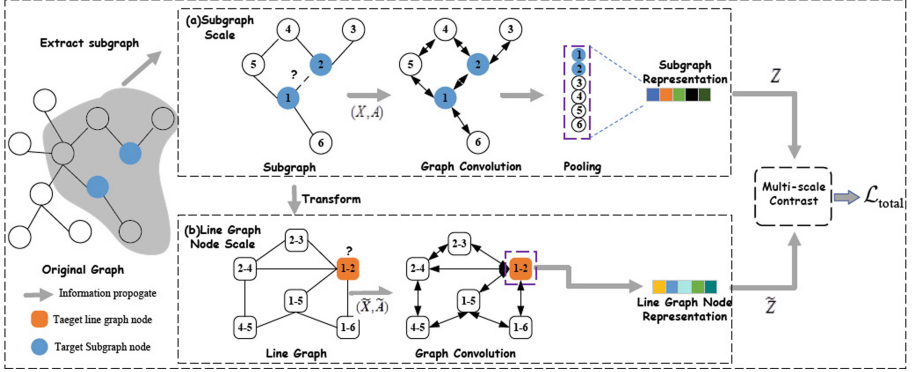 Extract subgraph
Original Graph
Information propogate
Taeget line graph node
Target Subgraph node
(a)Subgraph
Scale
4
3
5
2
?
1
6
Subgraph
(X,A)
4
3
5
2
1
6
Graph Convolution
1
2
3
4
5
6
Pooling
Subgraph
Representation
Z
Transform
(b)Line Graph
Node Scale
2-3
?
2-4
1-2
1-5
4-5
1-6
Line Graph
(X̃,Ã)
2-3
2-4
1-2
1-5
4-5
1-6
Graph Convolution
Line Graph Node
Representation
Z̃
Multi-scale
Contrast
ℒtotal